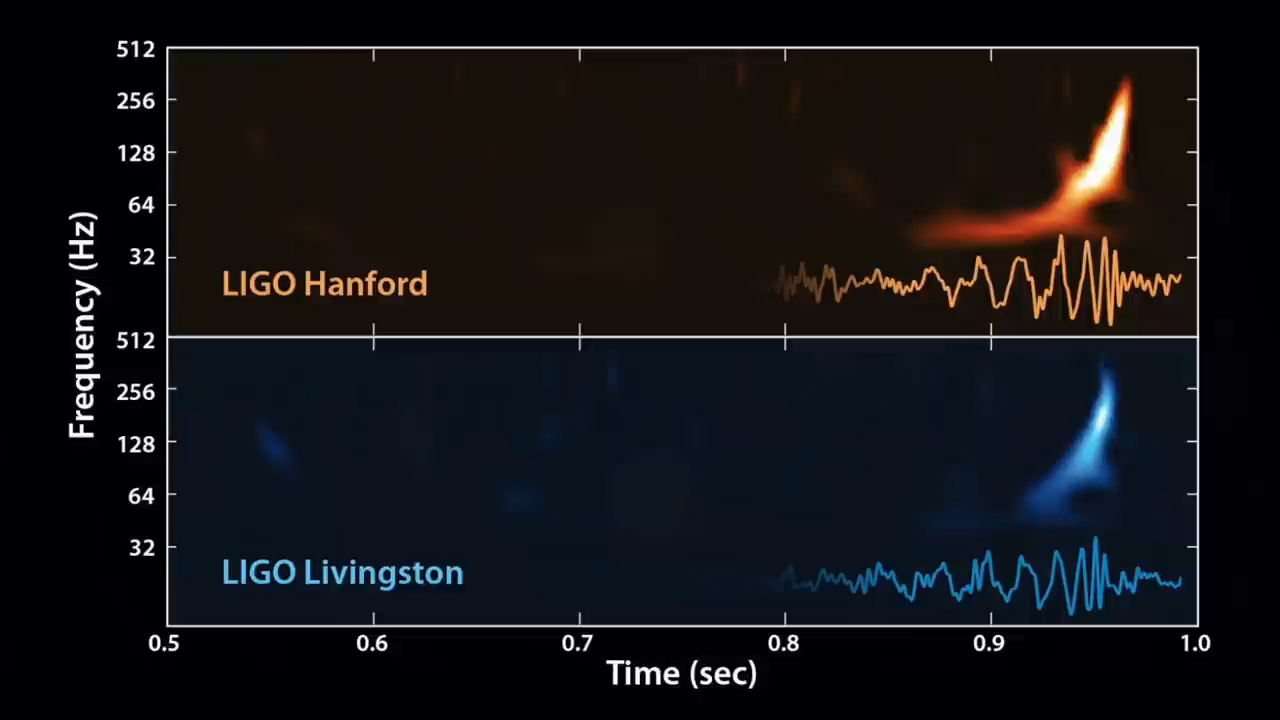 512
256
128
64
32
LIGO Hanford
Frequency (Hz)
512
256
128
64
32
LIGO Livingston
0.5 0.6 0.7 0.8 0.9 1.0
Time (sec)